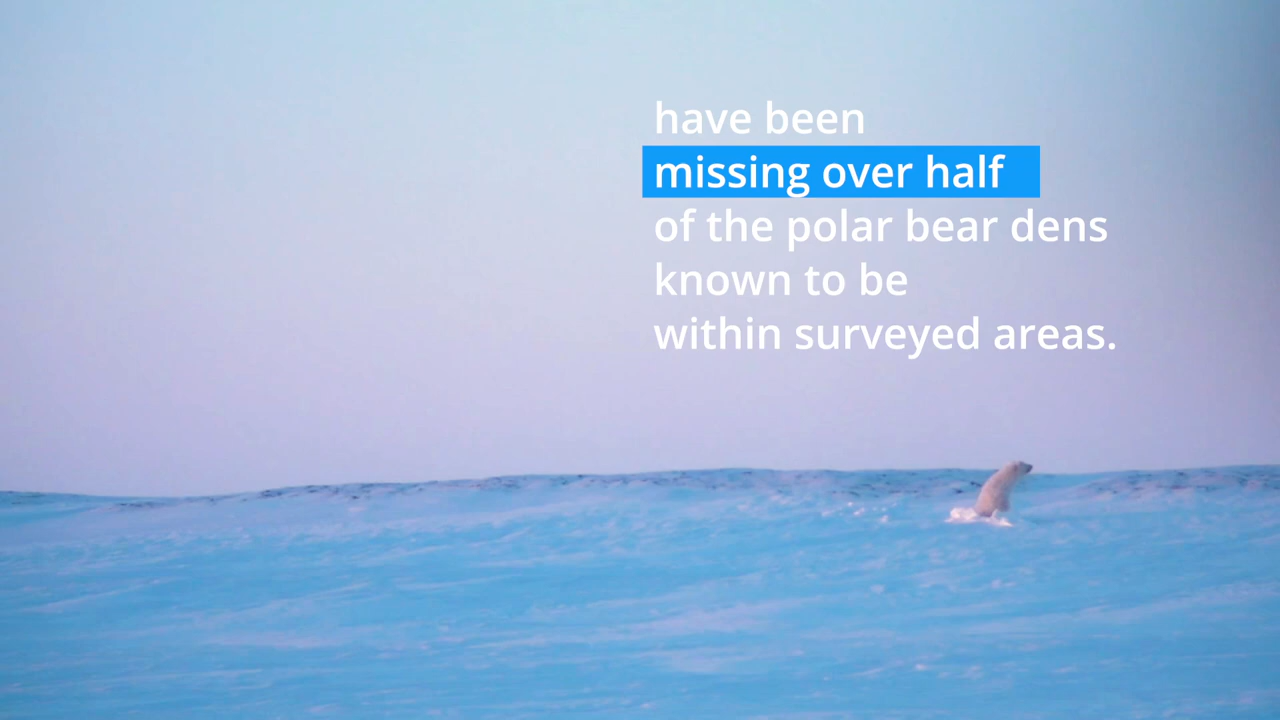 have been
missing over half
of the polar bear dens
known to be
within surveyed areas.